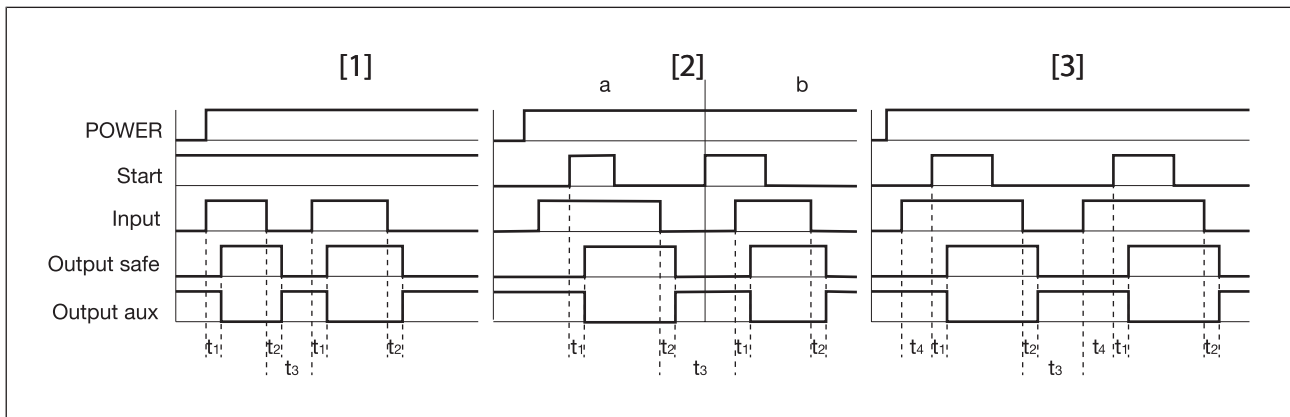 [1] [2] [3]
a b
POWER
Start
Input
Output safe
Output aux
t1 t2 t1 t2 t1 t2 t1 t2 t4 t1 t2 t4 t1 t2
t3 t3 t3